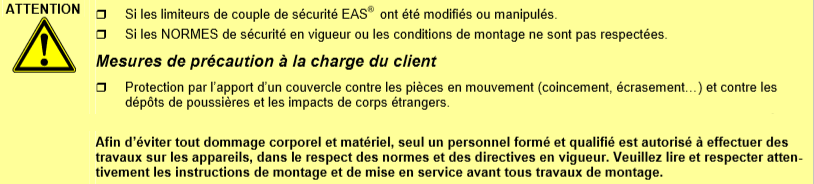 ATTENTION
❒ Si les limiteurs de couple de sécurité EAS® ont été modifiés ou manipulés.
❒ Si les NORMES de sécurité en vigueur ou les conditions de montage ne sont pas respectées.
Mesures de précaution à la charge du client
❒ Protection par l'apport d'un couvercle contre les pièces en mouvement (coincement, écrasement…) et contre les
dépôts de poussières et les impacts de corps étrangers.
Afin d'éviter tout dommage corporel et matériel, seul un personnel formé et qualifié est autorisé à effectuer des
travaux sur les appareils, dans le respect des normes et des directives en vigueur. Veuillez lire et respecter atten-
tivement les instructions de montage et de mise en service avant tous travaux de montage.